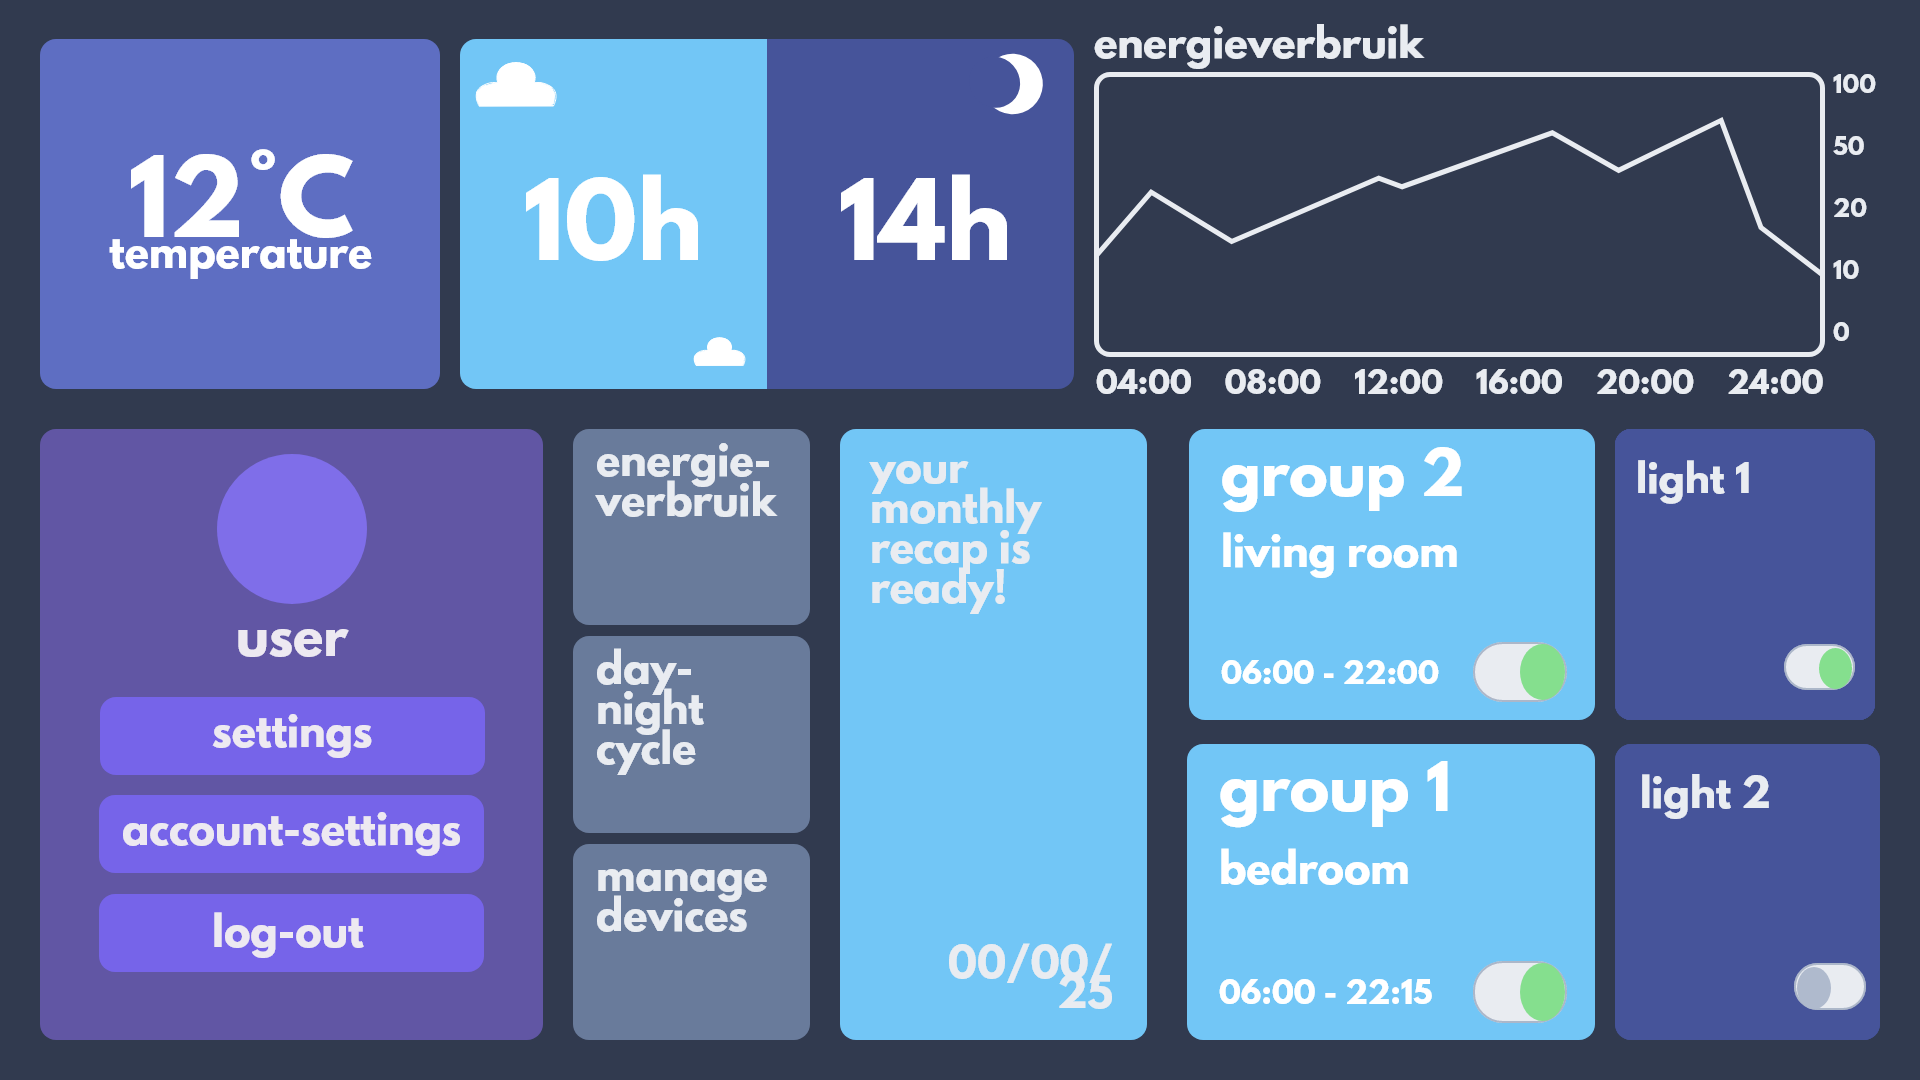 12°C
temperature
10h
14h
energieverbruik
100
50
20
10
0
04:00 08:00 12:00 16:00 20:00 24:00
user
settings
account-settings
log-out
energie-
verbruik
day-
night
cycle
manage
devices
your
monthly
recap is
ready!
00/00/
25
group 2
living room
06:00 - 22:00
light 1
group 1
bedroom
06:00 - 22:15
light 2